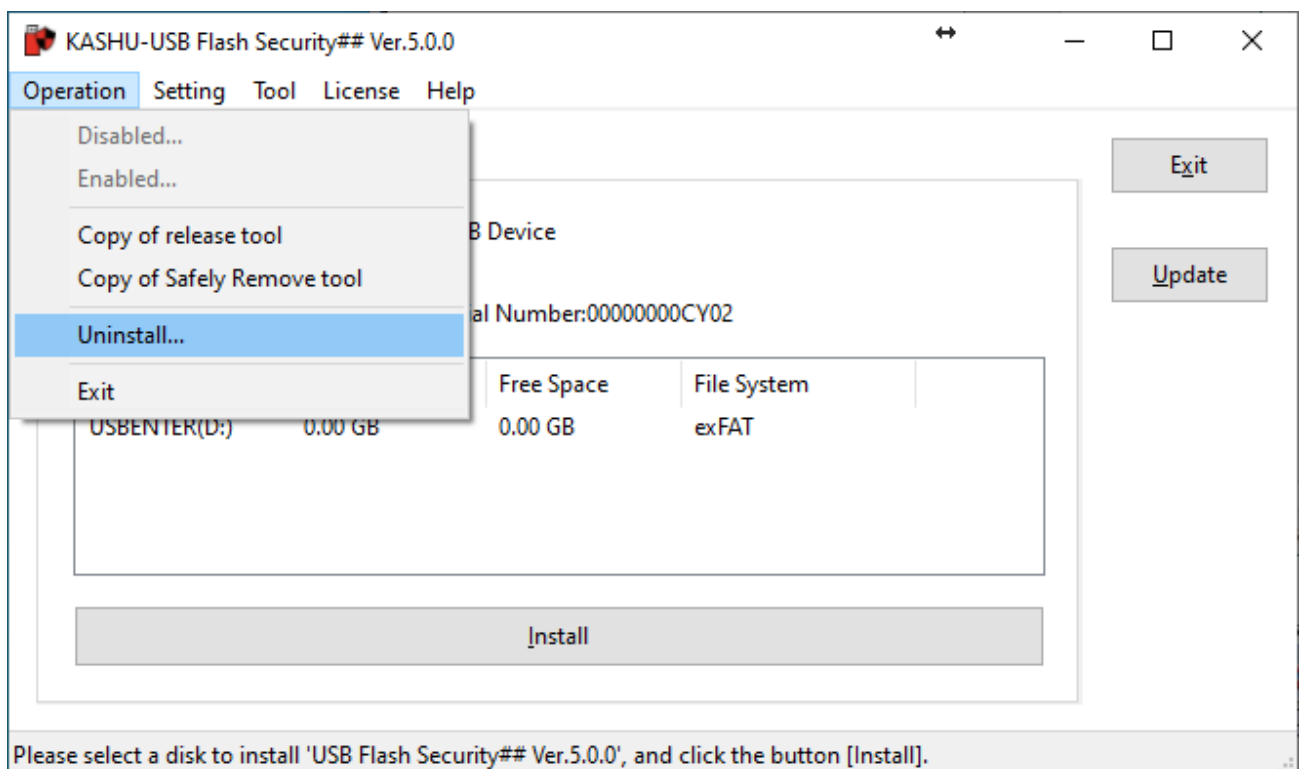 KASHU-USB Flash Security## Ver.5.0.0
Operation Setting Tool License Help
Disabled...
Enabled...
Copy of release tool
Copy of Safely Remove tool
Uninstall...
Exit
Exit
Update
B Device
al Number:00000000CY02
Free Space File System
USBENTER(D:) 0.00 GB 0.00 GB exFAT
Install
Please select a disk to install 'USB Flash Security## Ver.5.0.0', and click the button [Install].